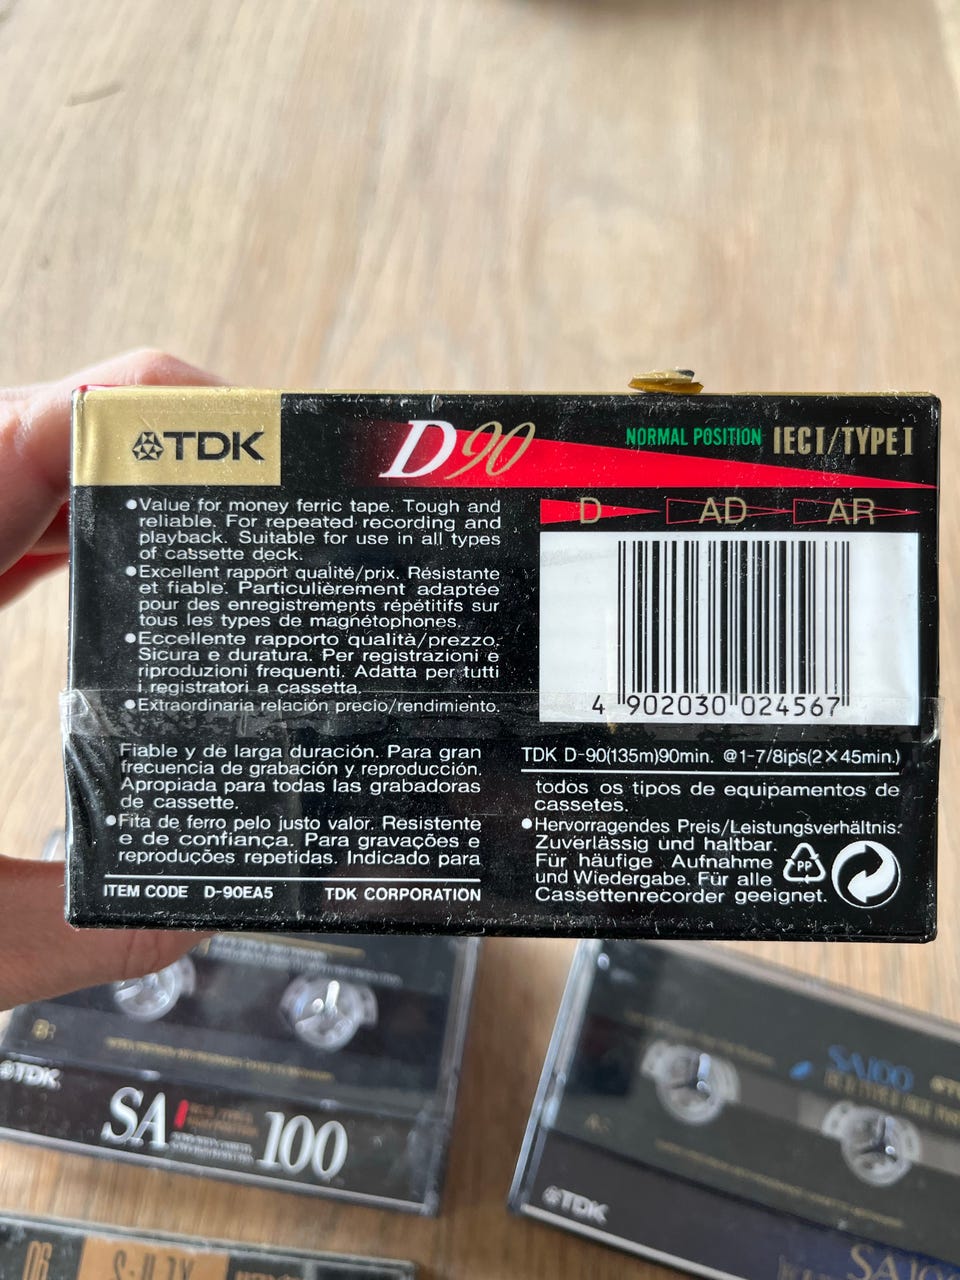 TDK
D90
NORMAL POSITION IECI/TYPE I
•Value for money ferric tape. Tough and
reliable. For repeated recording and
playback. Suitable for use in all types
of cassette deck.
•Excellent rapport qualité/prix. Résistante
et fiable. Particulièrement adaptée
pour des enregistrements répétitifs sur
tous les types de magnétophones.
•Eccellente rapporto qualità/prezzo.
Sicura e duratura. Per registrazioni e
riproduzioni frequenti. Adatta per tutti
i registratori a cassetta.
•Extraordinaria relación precio/rendimiento.
Fiable y de larga duración. Para gran
frecuencia de grabación y reproducción.
Apropiada para todas las grabadoras
de cassette.
•Fita de ferro pelo justo valor. Resistente
e de confiança. Para gravações e
reproduções repetidas. Indicado para
ITEM CODE D-90EA5 TDK CORPORATION
D AD AR
4 902030 024567
TDK D-90(135m)90min. @1-7/8ips(2×45min.)
todos os tipos de equipamentos de
cassetes.
•Hervorragendes Preis/Leistungsverhältnis.
Zuverlässig und haltbar.
Für häufige Aufnahme
und Wiedergabe. Für alle
Cassettenrecorder geeignet.
PP
TDK
SA 100
SA100
TDK
90